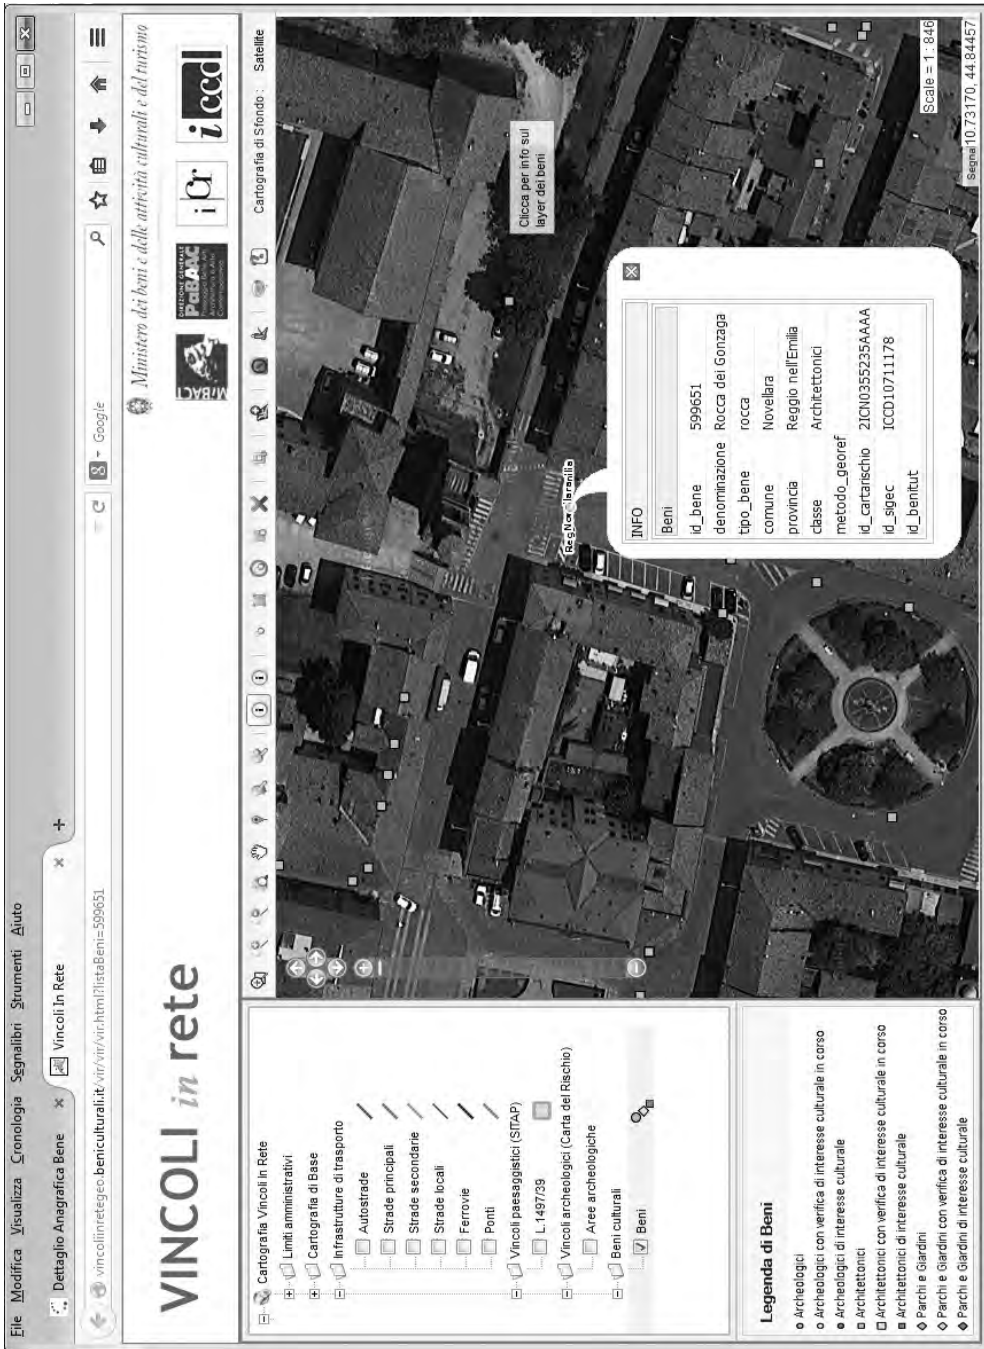 File Modifica Visualizza Cronologia Segnalibri Strumenti Aiuto
Dettaglio Anagrafica Bene
Vincoli In Rete
vincoliinretegeo.beniculturali.it/vir/vir/vir.html?listaBeni=599651
Google
VINCOLI in rete
Ministero dei beni e delle attività culturali e del turismo
MiBACT
DIREZIONE GENERALE
PaBAAC
iCr
iccd
Cartografia di Sfondo : Satellite
Cartografia Vincoli In Rete
Limiti amministrativi
Cartografia di Base
Infrastrutture di trasporto
Autostrade
Strade principali
Strade secondarie
Strade locali
Ferrovie
Ponti
Vincoli paesaggistici (SITAP)
L.1497/39
Vincoli archeologici (Carta del Rischio)
Aree archeologiche
Beni culturali
Beni
Legenda di Beni
Archeologici
Archeologici con verifica di interesse culturale in corso
Archeologici di interesse culturale
Architettonici
Architettonici con verifica di interesse culturale in corso
Architettonici di interesse culturale
Parchi e Giardini
Parchi e Giardini con verifica di interesse culturale in corso
Parchi e Giardini di interesse culturale
Clicca per info sul
layer dei beni
INFO
Beni
id_bene 599651
denominazione Rocca dei Gonzaga
tipo_bene rocca
comune Novellara
provincia Reggio nell'Emilia
classe Architettonici
metodo_georef
id_cartarischio 2ICN0355235AAAA
id_sigec ICCD10711178
id_benitut
Scale = 1 : 846
Segna 10.73170, 44.84457